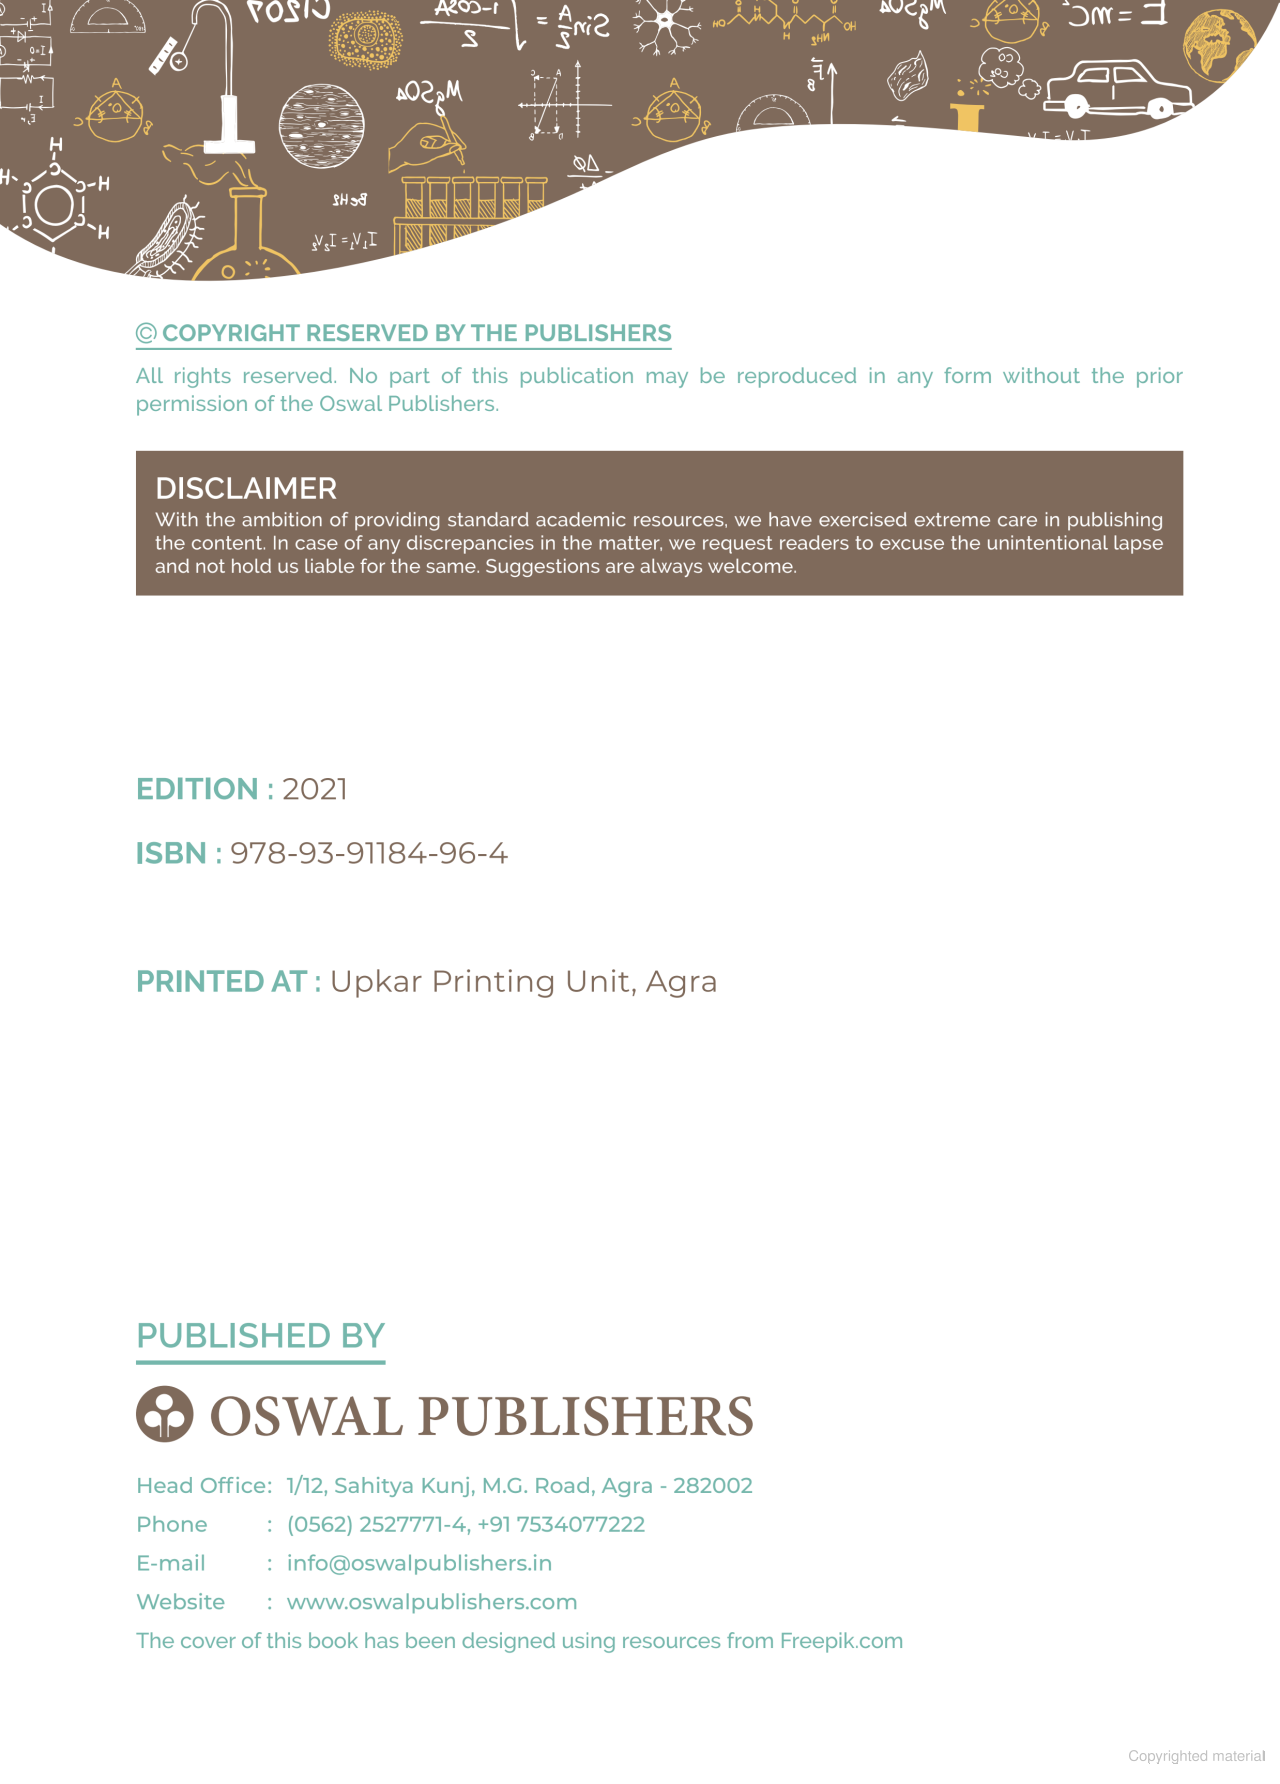 © COPYRIGHT RESERVED BY THE PUBLISHERS
All rights reserved. No part of this publication may be reproduced in any form without the prior
permission of the Oswal Publishers.
DISCLAIMER
With the ambition of providing standard academic resources, we have exercised extreme care in publishing
the content. In case of any discrepancies in the matter, we request readers to excuse the unintentional lapse
and not hold us liable for the same. Suggestions are always welcome.
EDITION : 2021
ISBN : 978-93-91184-96-4
PRINTED AT : Upkar Printing Unit, Agra
PUBLISHED BY
OSWAL PUBLISHERS
Head Office: 1/12, Sahitya Kunj, M.G. Road, Agra - 282002
Phone : (0562) 2527771-4, +91 7534077222
E-mail : info@oswalpublishers.in
Website : www.oswalpublishers.com
The cover of this book has been designed using resources from Freepik.com
Copyrighted material